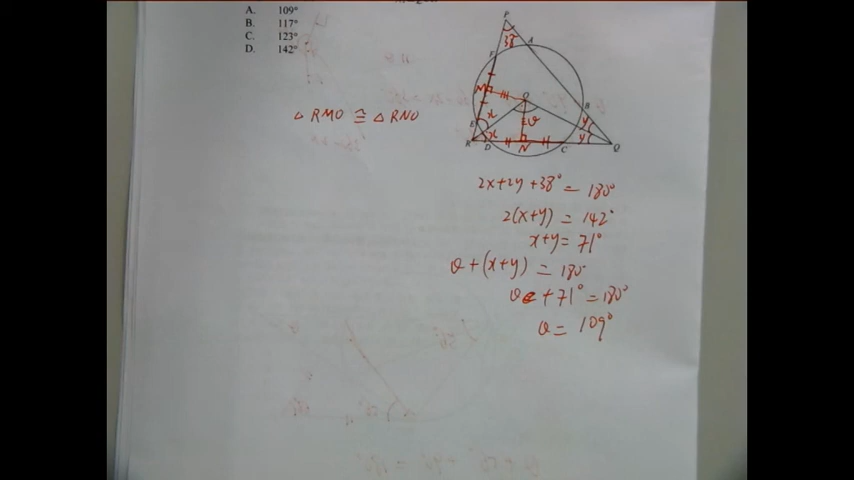 A. 109°
B. 117°
C. 123°
D. 142°
P
38°
A
F
M
O
θ
B
E
x
y
R
x
D
N
C
y
Q
△ RMO ≅ △ RNO
2x+2y+38° = 180°
2(x+y) = 142°
x+y = 71°
θ + (x+y) = 180°
θ + 71° = 180°
θ = 109°